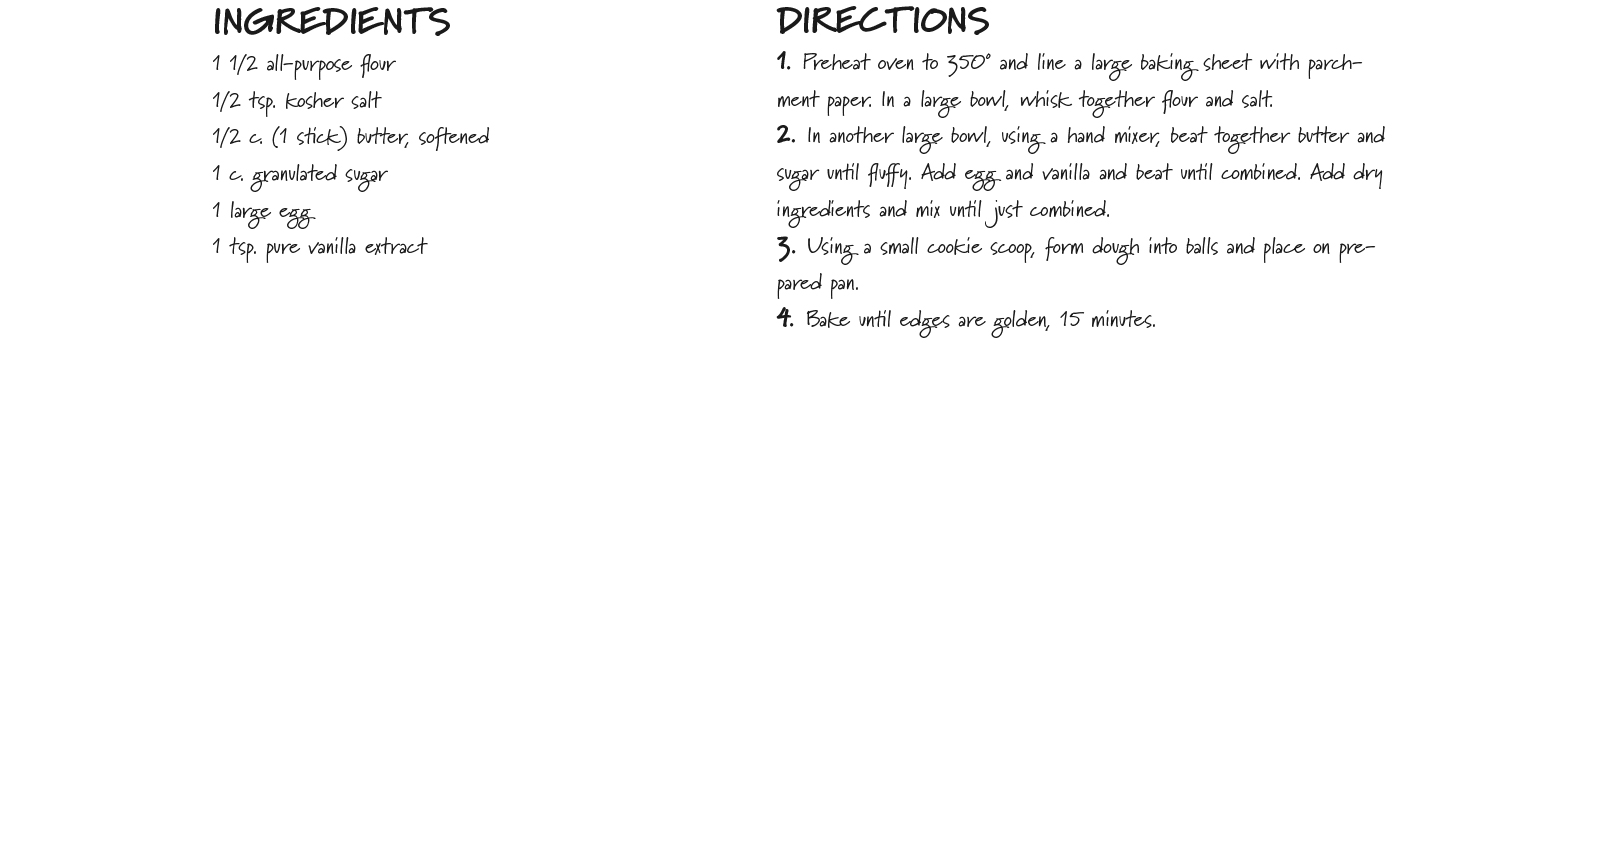 INGREDIENTS
1 1/2 all-purpose flour
1/2 tsp. kosher salt
1/2 c. (1 stick) butter, softened
1 c. granulated sugar
1 large egg
1 tsp. pure vanilla extract
DIRECTIONS
1. Preheat oven to 350° and line a large baking sheet with parch-
ment paper. In a large bowl, whisk together flour and salt.
2. In another large bowl, using a hand mixer, beat together butter and
sugar until fluffy. Add egg and vanilla and beat until combined. Add dry
ingredients and mix until just combined.
3. Using a small cookie scoop, form dough into balls and place on pre-
pared pan.
4. Bake until edges are golden, 15 minutes.